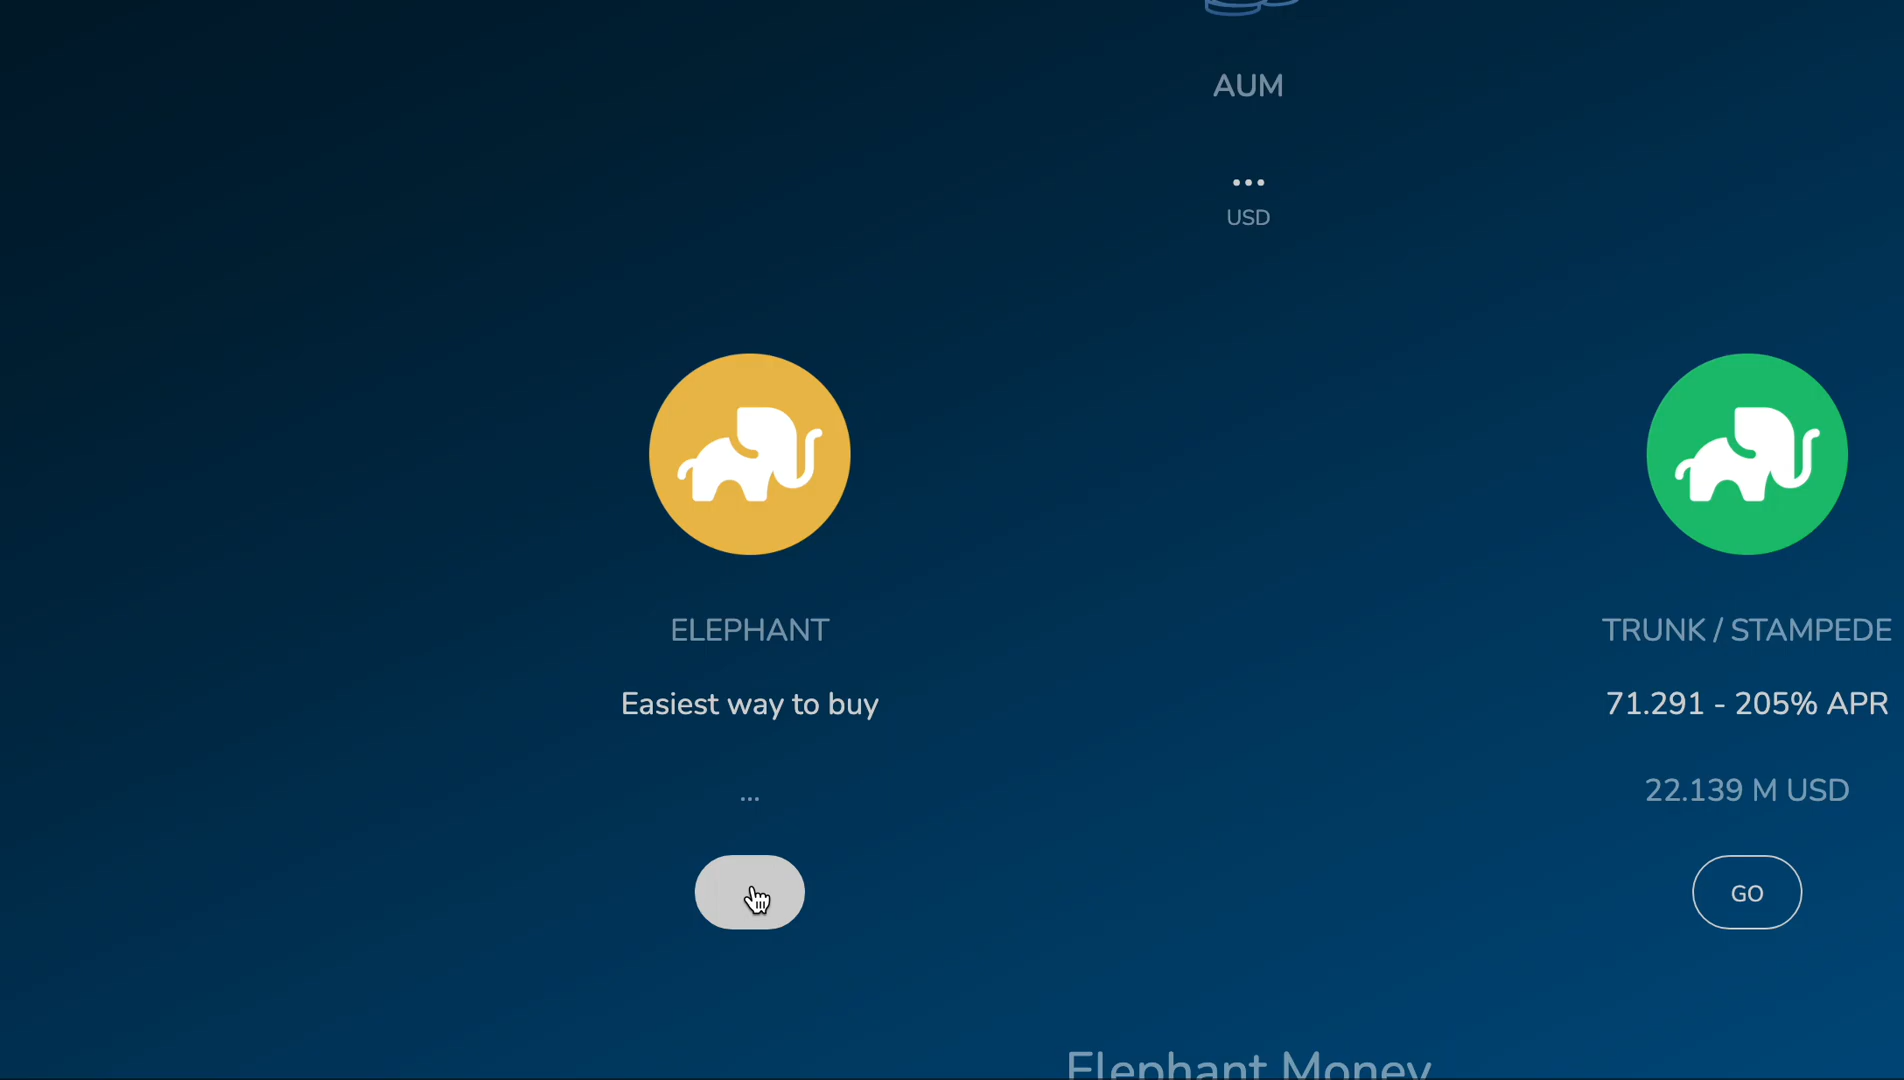 AUM
...
USD
ELEPHANT
Easiest way to buy
...
TRUNK / STAMPEDE
71.291 - 205% APR
22.139 M USD
GO
Elephant Money